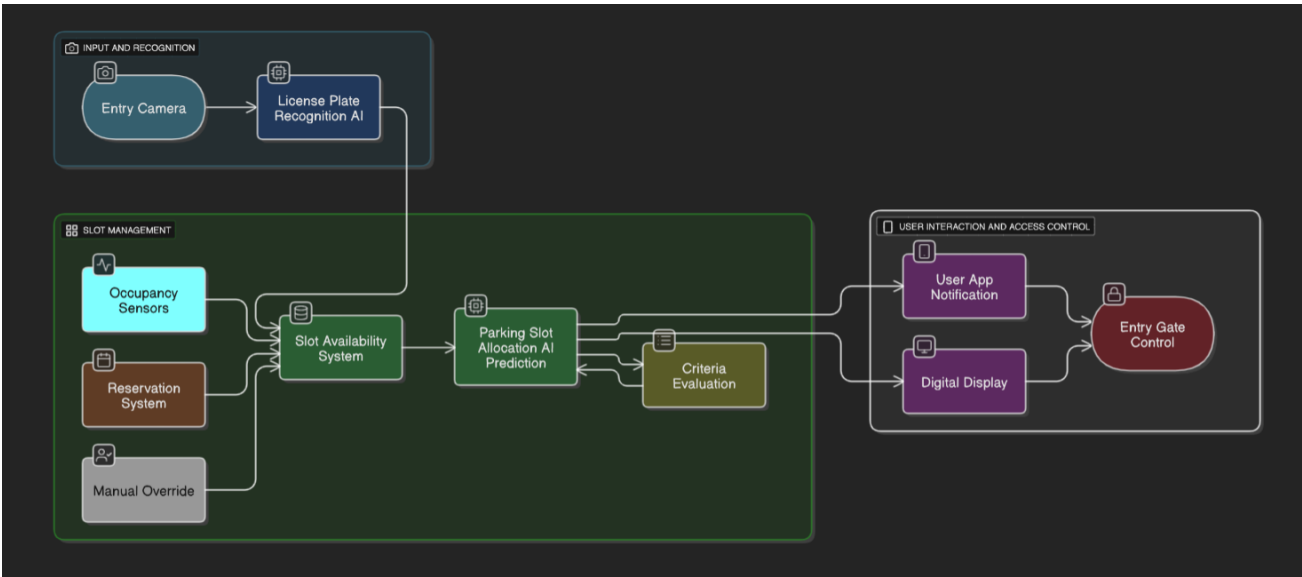 INPUT AND RECOGNITION
Entry Camera
License Plate
Recognition AI
SLOT MANAGEMENT
Occupancy
Sensors
Reservation
System
Manual Override
Slot Availability
System
Parking Slot
Allocation AI
Prediction
Criteria
Evaluation
USER INTERACTION AND ACCESS CONTROL
User App
Notification
Digital Display
Entry Gate
Control